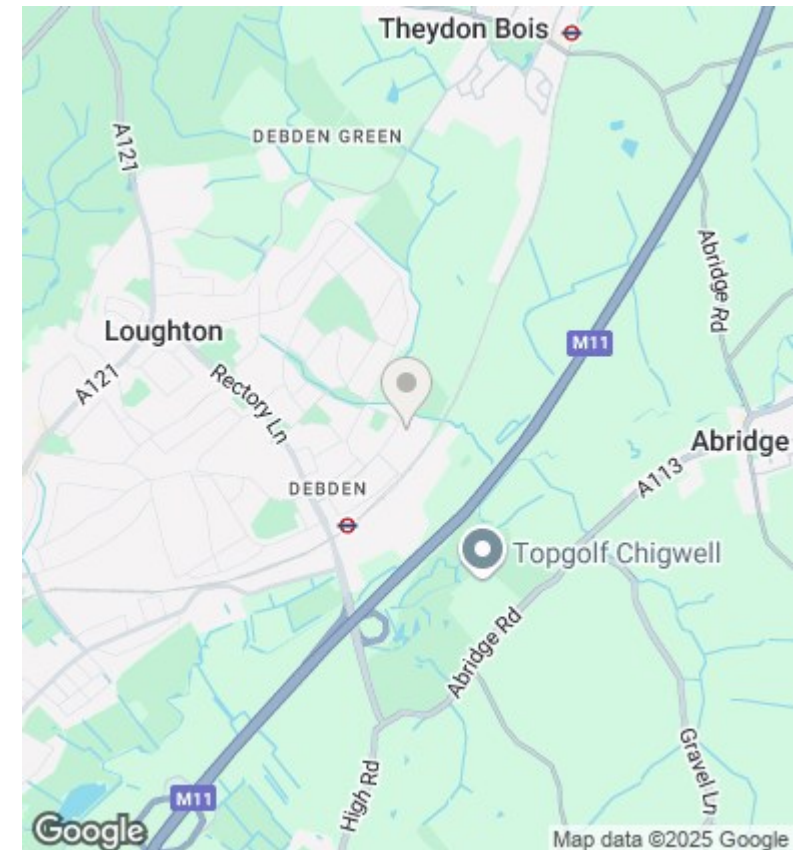 Theydon Bois
A121
DEBDEN GREEN
Abridge Rd
Loughton
M11
A121
Rectory Ln
Abridge
A113
DEBDEN
Topgolf Chigwell
Abridge Rd
Gravel Ln
High Rd
M11
Google
Map data ©2025 Google